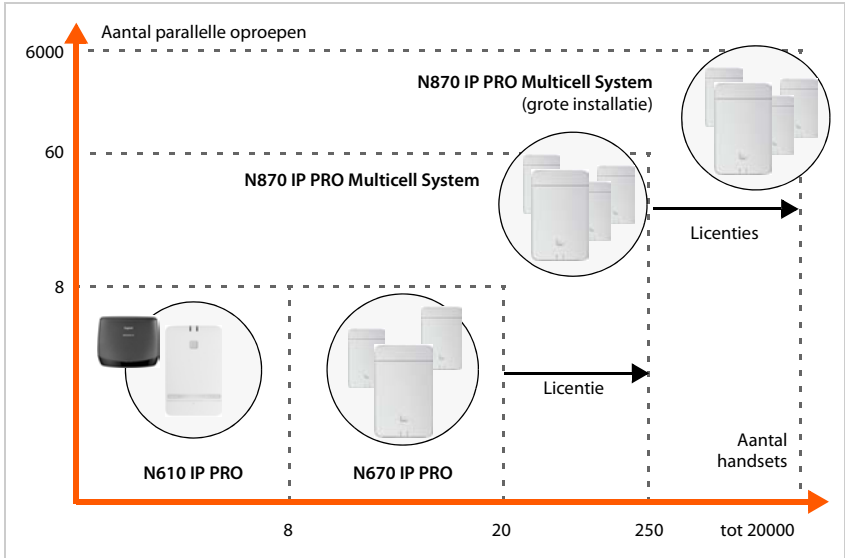 Aantal parallelle oproepen
6000
N870 IP PRO Multicell System
(grote installatie)
60
N870 IP PRO Multicell System
Licenties
8
Licentie
Aantal
handsets
N610 IP PRO
N670 IP PRO
8
20
250
tot 20000